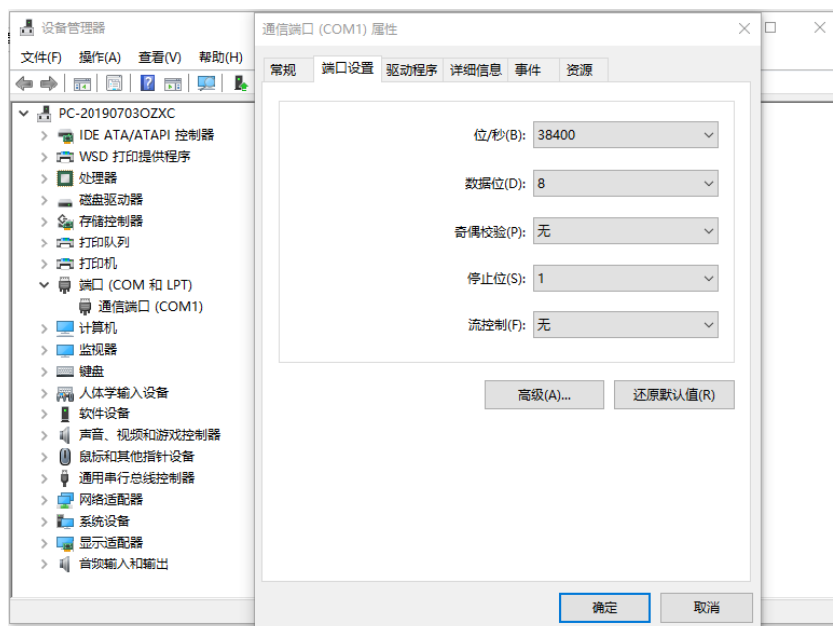 设备管理器
文件(F) 操作(A) 查看(V) 帮助(H)
PC-20190703OZXC
IDE ATA/ATAPI 控制器
WSD 打印提供程序
处理器
磁盘驱动器
存储控制器
打印队列
打印机
端口 (COM 和 LPT)
通信端口 (COM1)
计算机
监视器
键盘
人体学输入设备
软件设备
声音、视频和游戏控制器
鼠标和其他指针设备
通用串行总线控制器
网络适配器
系统设备
显示适配器
音频输入和输出
通信端口 (COM1) 属性
常规 端口设置 驱动程序 详细信息 事件 资源
位/秒(B): 38400
数据位(D): 8
奇偶校验(P): 无
停止位(S): 1
流控制(F): 无
高级(A)... 还原默认值(R)
确定 取消